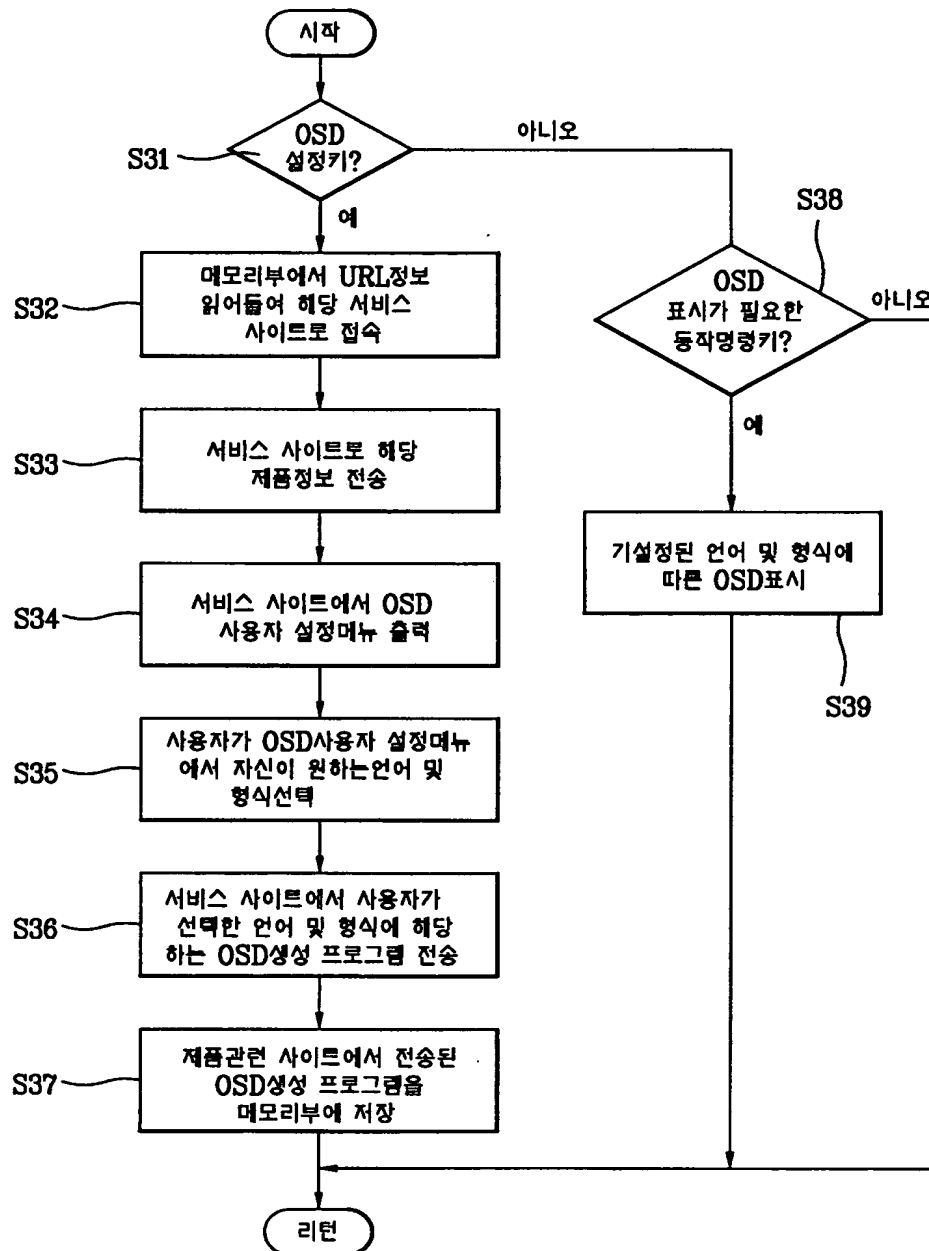 시작
OSD
설정키?
S31
아니오
예
S38
메모리부에서 URL정보
읽어들여 해당 서비스
사이트로 접속
S32
OSD
표시가 필요한
동작명령키?
아니오
예
서비스 사이트로 해당
제품정보 전송
S33
기설정된 언어 및 형식에
따른 OSD표시
S39
서비스 사이트에서 OSD
사용자 설정메뉴 출력
S34
사용자가 OSD사용자 설정메뉴
에서 자신이 원하는언어 및
형식선택
S35
서비스 사이트에서 사용자가
선택한 언어 및 형식에 해당
하는 OSD생성 프로그램 전송
S36
제품관련 사이트에서 전송된
OSD생성 프로그램을
메모리부에 저장
S37
리턴